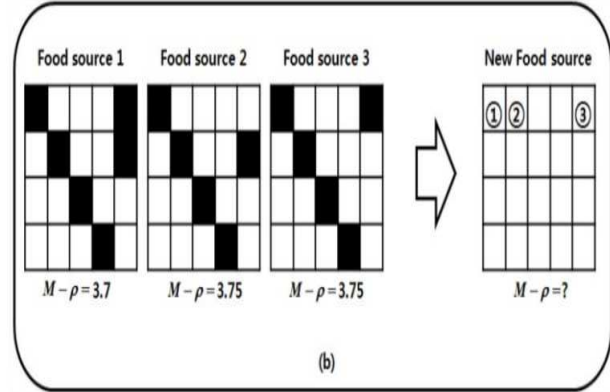 Food source 1 Food source 2 Food source 3 New Food source
① ② ③
M − ρ = 3.7 M − ρ = 3.75 M − ρ = 3.75 M − ρ = ?
(b)